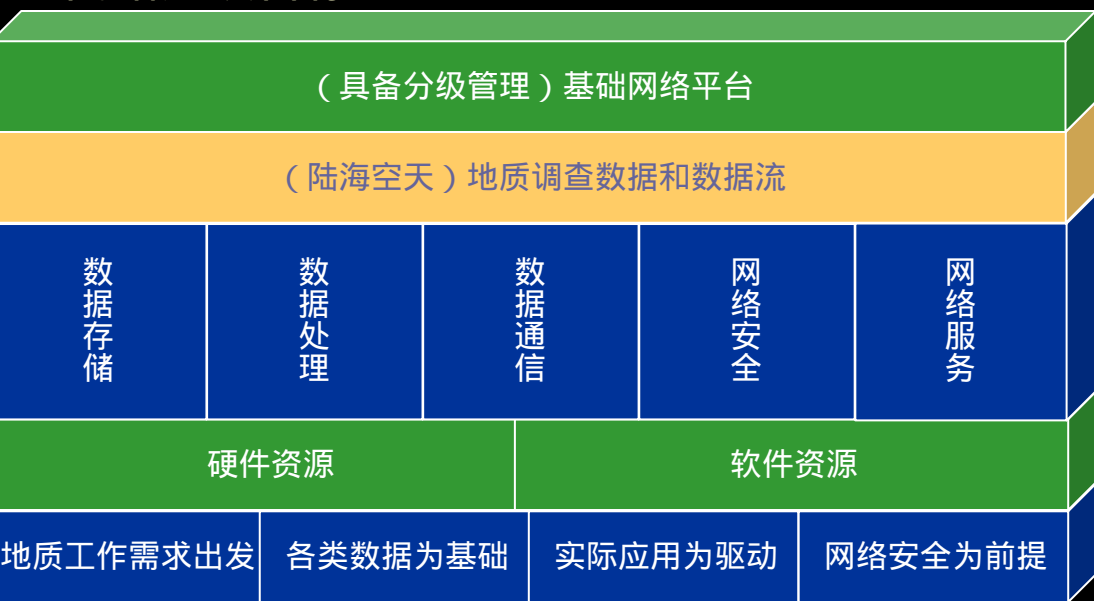 （具备分级管理）基础网络平台
（陆海空天）地质调查数据和数据流
数据存储
数据处理
数据通信
网络安全
网络服务
硬件资源
软件资源
地质工作需求出发
各类数据为基础
实际应用为驱动
网络安全为前提